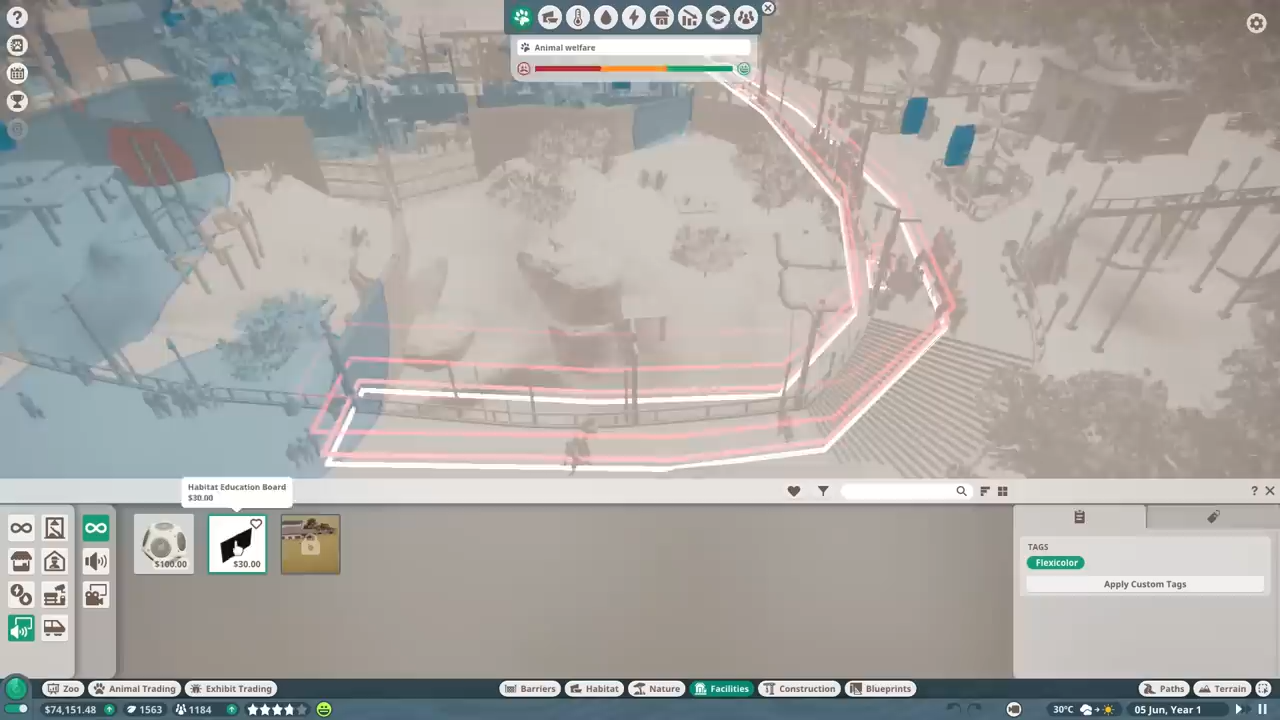 ?
Animal welfare
Habitat Education Board
$30.00
$100.00
$30.00
? 
TAGS
Flexicolor
Apply Custom Tags
Zoo
Animal Trading
Exhibit Trading
Barriers
Habitat
Nature
Facilities
Construction
Blueprints
Paths
Terrain
$74,151.48
1563
1184
30°C
05 Jun, Year 1